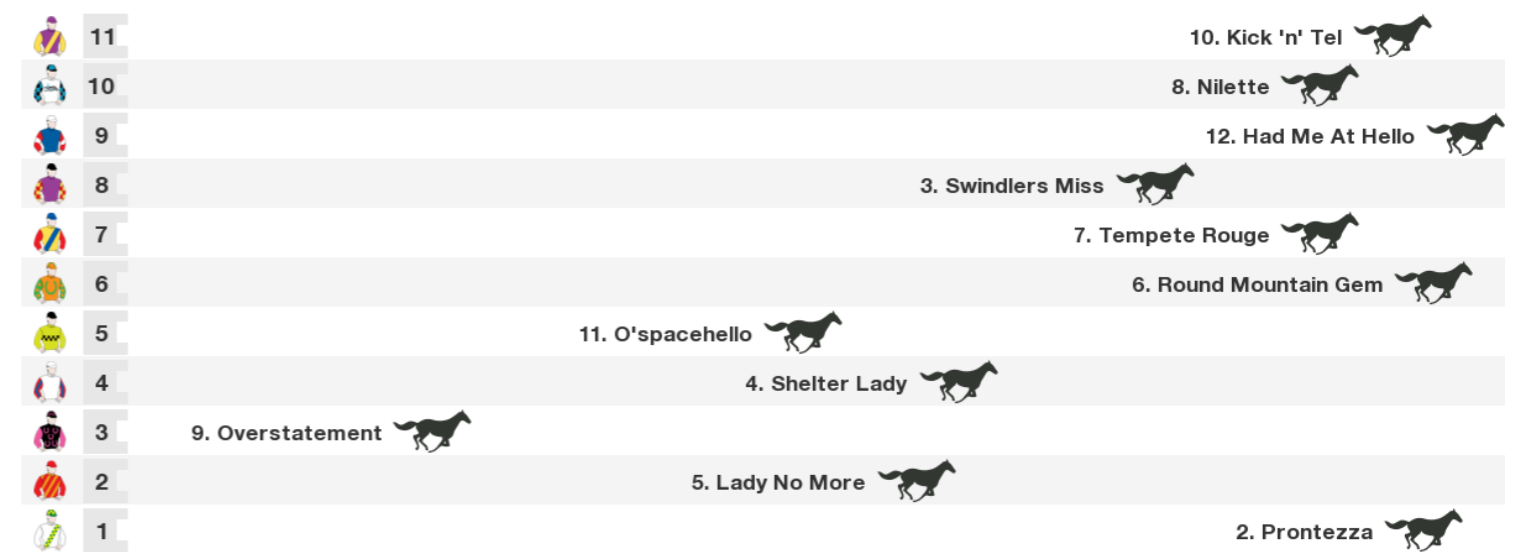 11 10. Kick 'n' Tel
10 8. Nilette
9 12. Had Me At Hello
8 3. Swindlers Miss
7 7. Tempete Rouge
6 6. Round Mountain Gem
5 11. O'spacehello
4 4. Shelter Lady
3 9. Overstatement
2 5. Lady No More
1 2. Prontezza